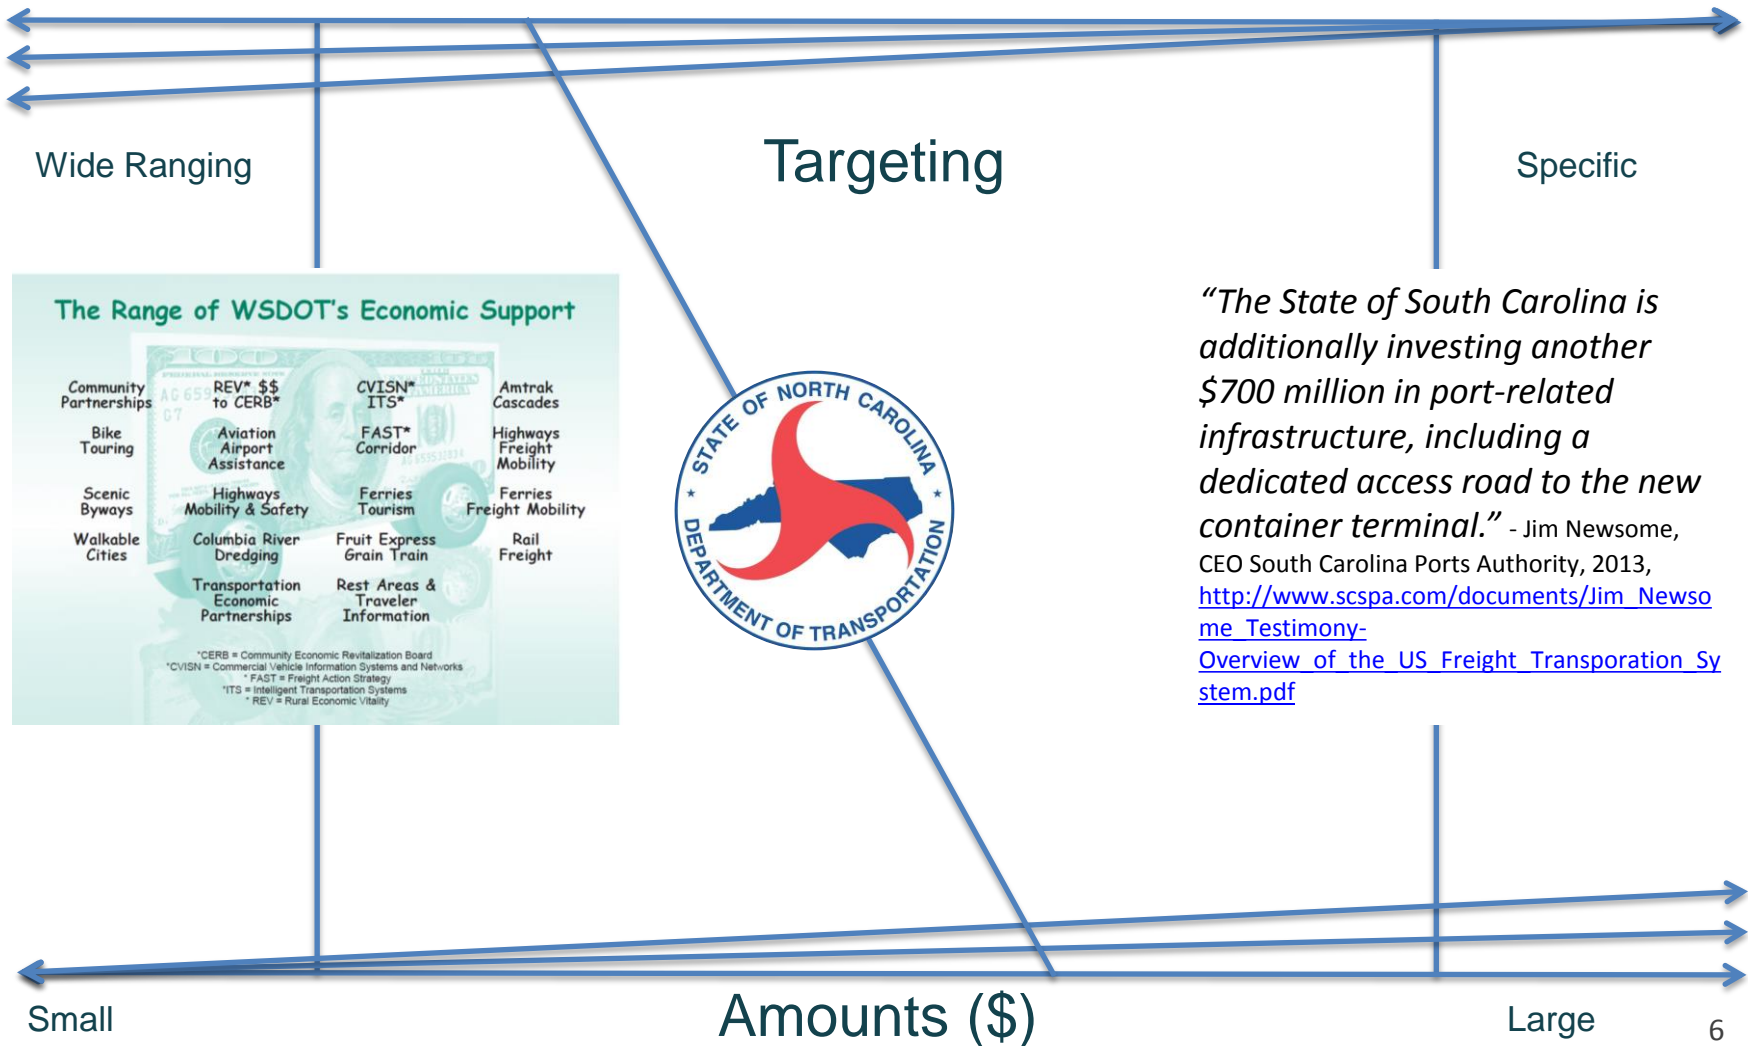 Wide Ranging
Targeting
Specific
The Range of WSDOT's Economic Support
Community
Partnerships
REV* $$
to CERB*
CVISN*
ITS*
Amtrak
Cascades
Bike
Touring
Aviation
Airport
Assistance
FAST*
Corridor
Highways
Freight
Mobility
Scenic
Byways
Highways
Mobility & Safety
Ferries
Tourism
Ferries
Freight Mobility
Walkable
Cities
Columbia River
Dredging
Fruit Express
Grain Train
Rail
Freight
Transportation
Economic
Partnerships
Rest Areas &
Traveler
Information
*CERB = Community Economic Revitalization Board
*CVISN = Commercial Vehicle Information Systems and Networks
* FAST = Freight Action Strategy
*ITS = Intelligent Transportation Systems
* REV = Rural Economic Vitality
STATE OF NORTH CAROLINA
DEPARTMENT OF TRANSPORTATION
“The State of South Carolina is
additionally investing another
$700 million in port-related
infrastructure, including a
dedicated access road to the new
container terminal.” - Jim Newsome,
CEO South Carolina Ports Authority, 2013,
http://www.scspa.com/documents/Jim_Newso
me_Testimony-
Overview_of_the_US_Freight_Transporation_Sy
stem.pdf
Small
Amounts ($)
Large
6